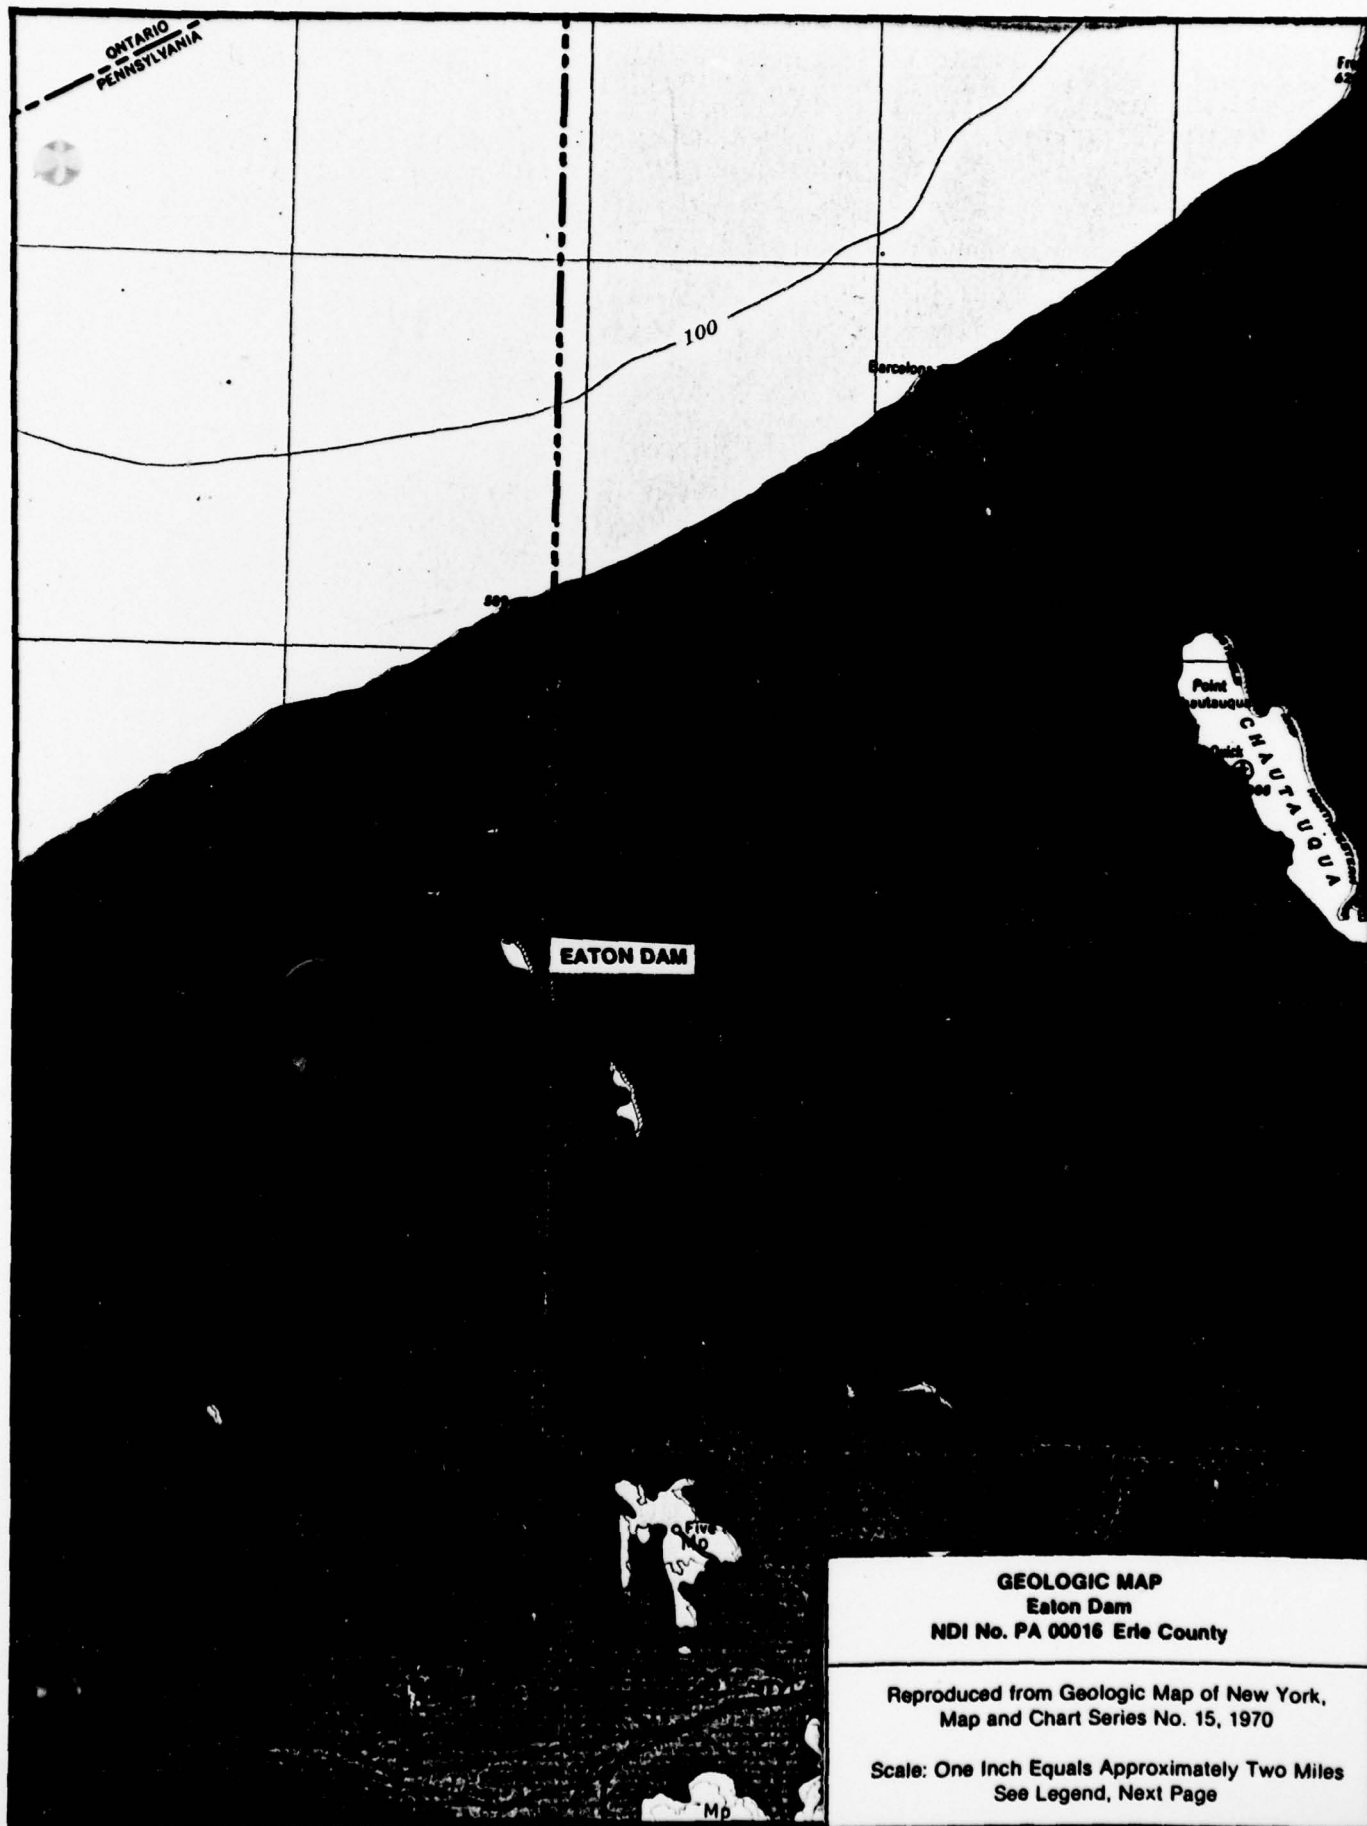 ONTARIO
PENNSYLVANIA
100
Barcelona
Point
CHAUTAUQUA
EATON DAM
Five
Mp
Mp
GEOLOGIC MAP
Eaton Dam
NDI No. PA 00016 Erie County
Reproduced from Geologic Map of New York,
Map and Chart Series No. 15, 1970
Scale: One Inch Equals Approximately Two Miles
See Legend, Next Page